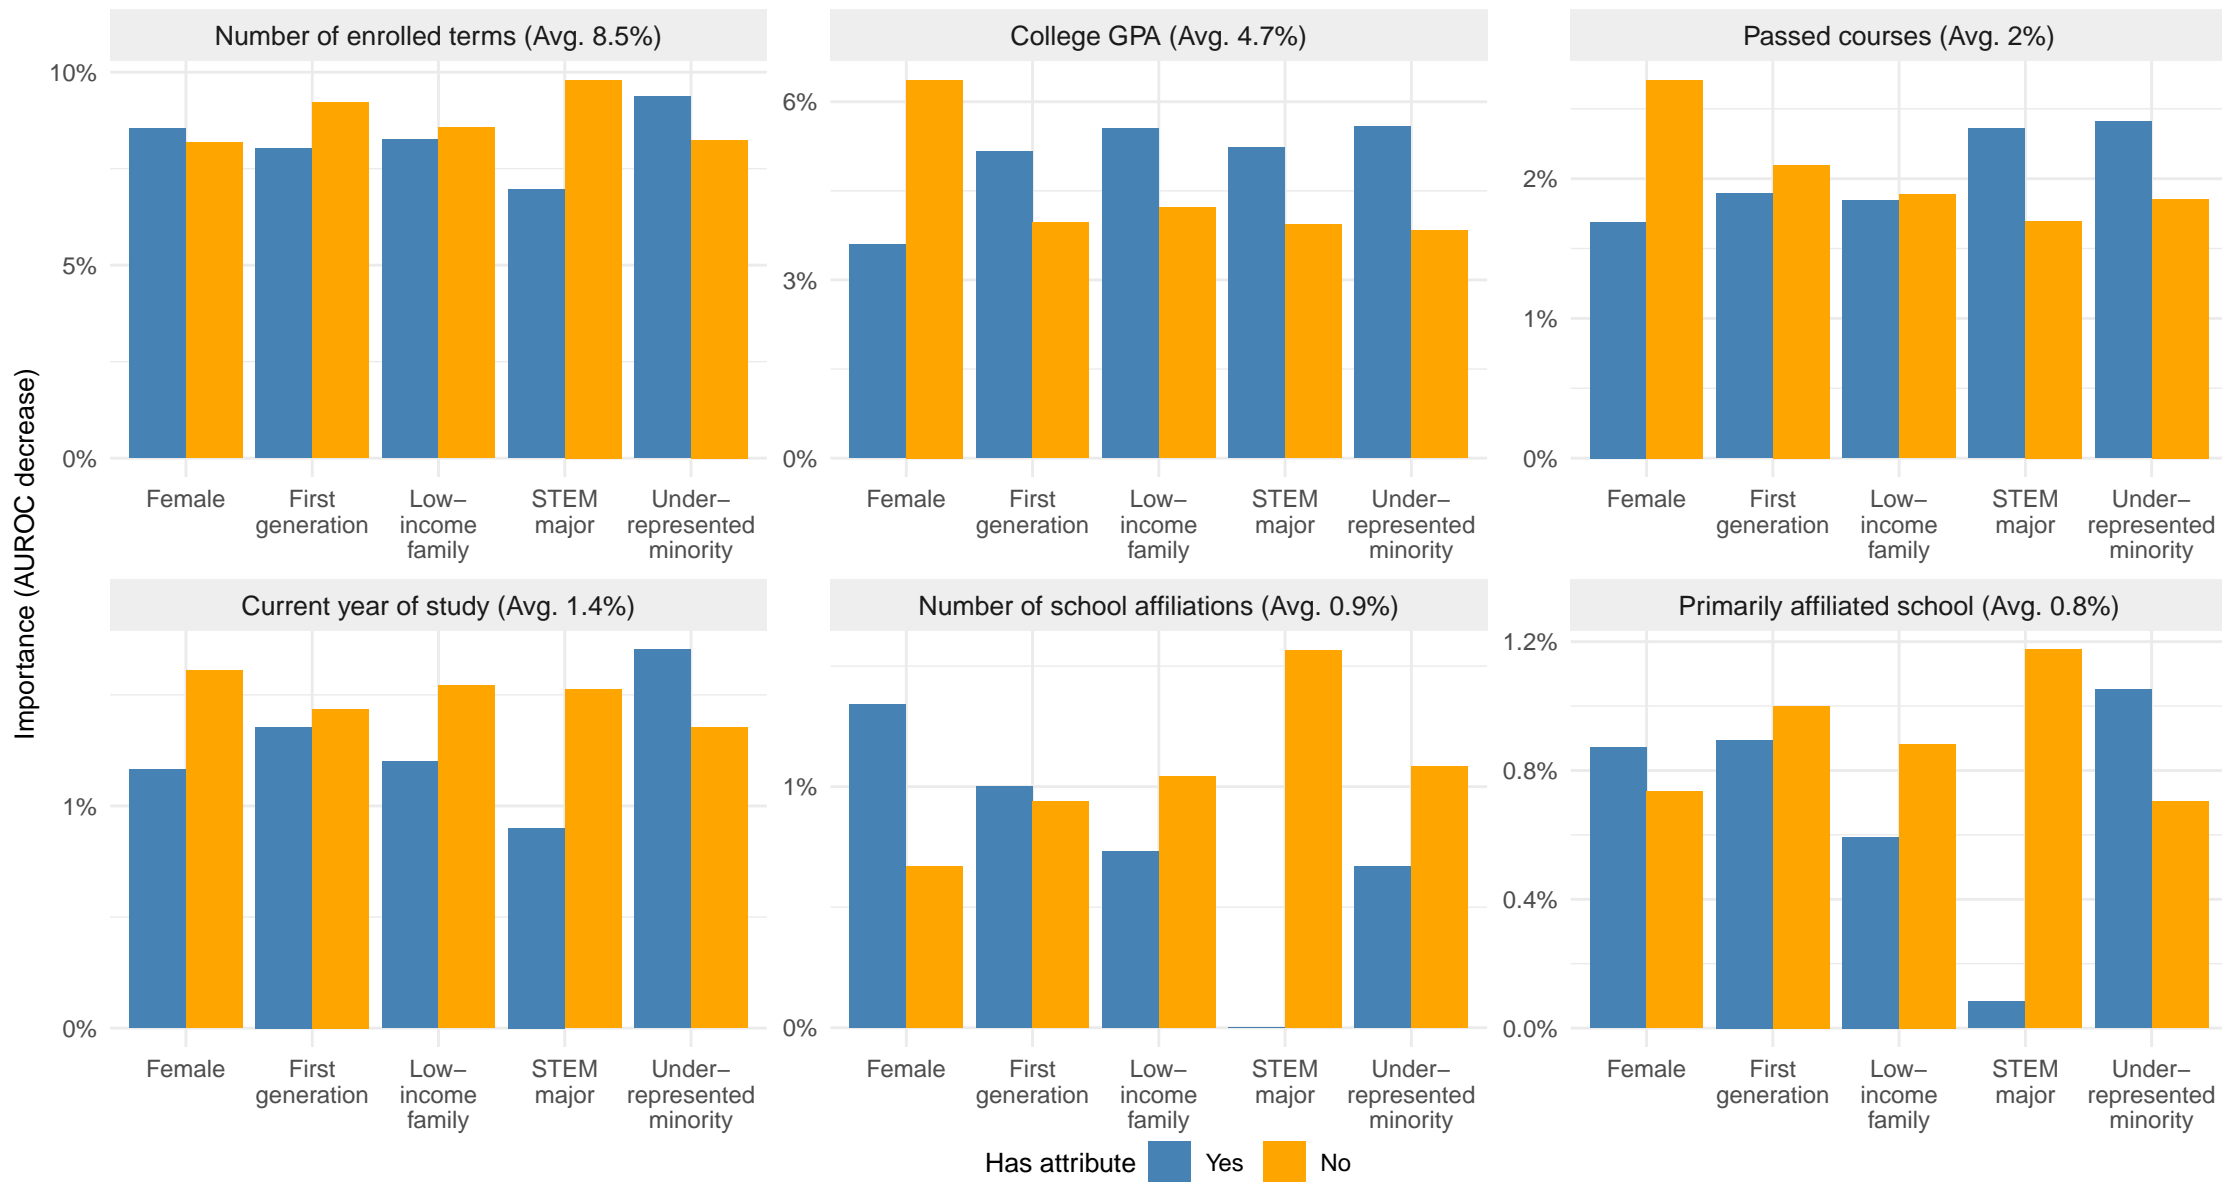 Importance (AUROC decrease)
Number of enrolled terms (Avg. 8.5%)
10%
5%
0%
Female
First
generation
Low−
income
family
STEM
major
Under−
represented
minority
College GPA (Avg. 4.7%)
6%
3%
0%
Female
First
generation
Low−
income
family
STEM
major
Under−
represented
minority
Passed courses (Avg. 2%)
2%
1%
0%
Female
First
generation
Low−
income
family
STEM
major
Under−
represented
minority
Current year of study (Avg. 1.4%)
1%
0%
Female
First
generation
Low−
income
family
STEM
major
Under−
represented
minority
Number of school affiliations (Avg. 0.9%)
1%
0%
Female
First
generation
Low−
income
family
STEM
major
Under−
represented
minority
Primarily affiliated school (Avg. 0.8%)
1.2%
0.8%
0.4%
0.0%
Female
First
generation
Low−
income
family
STEM
major
Under−
represented
minority
Has attribute Yes No